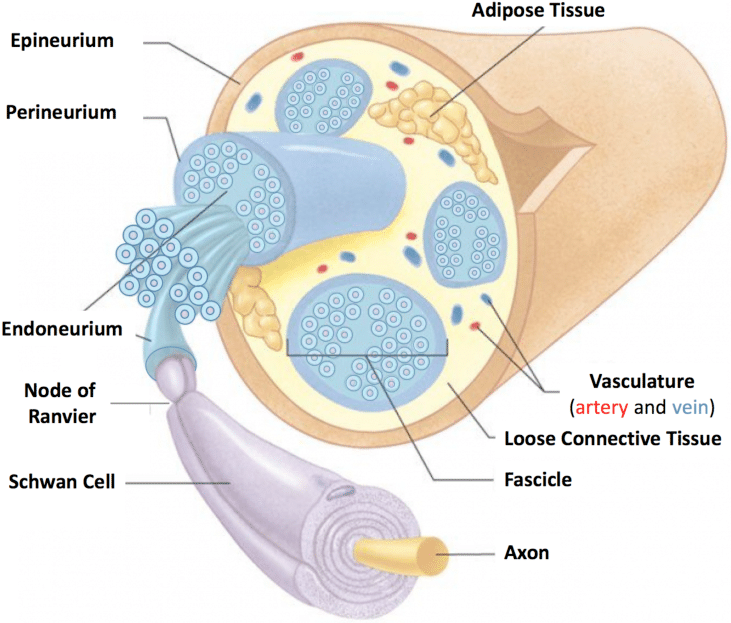 Adipose Tissue
Epineurium
Perineurium
Endoneurium
Node of
Ranvier
Vasculature
(artery and vein)
Loose Connective Tissue
Schwan Cell
Fascicle
Axon